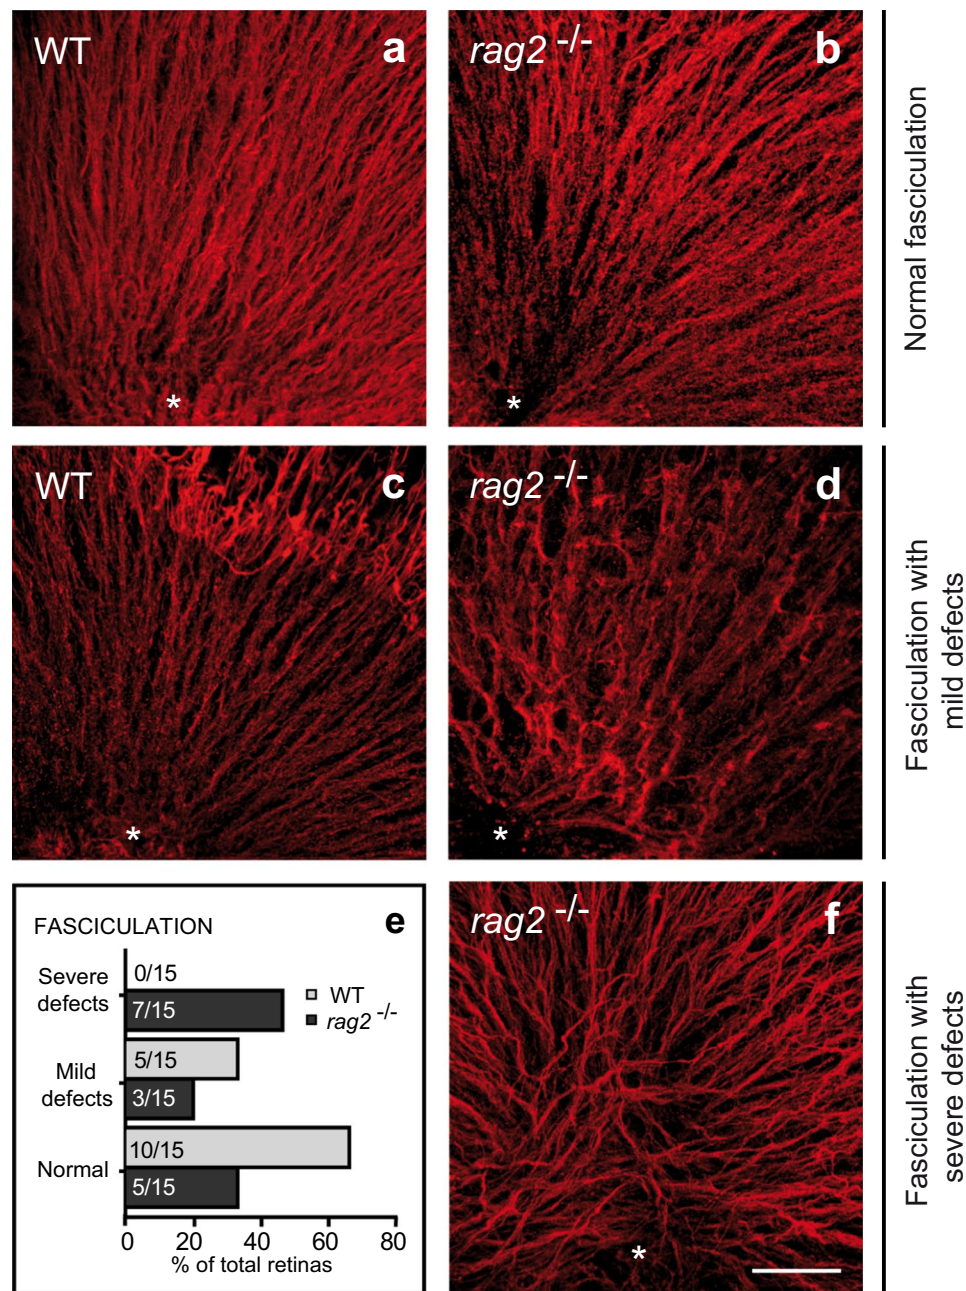 WT
a
rag2 -/-
b
Normal fasciculation
*
*
WT
c
rag2 -/-
d
Fasciculation with
mild defects
*
*
FASCICULATION
e
Severe
defects
0/15
7/15
WT
rag2 -/-
Mild
defects
5/15
3/15
Normal
10/15
5/15
0 20 40 60 80
% of total retinas
rag2 -/-
f
Fasciculation with
severe defects
*